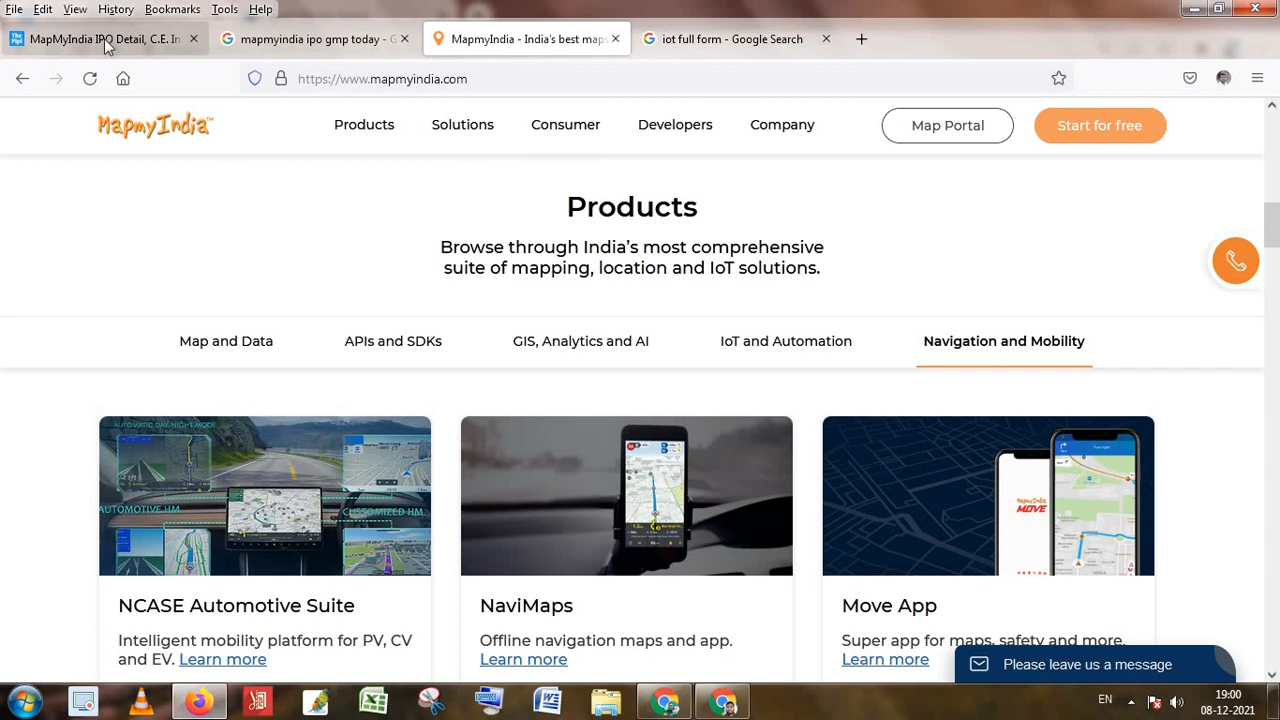 File Edit View History Bookmarks Tools Help
MapMyIndia IPO Detail, C.E. In
mapmyindia ipo gmp today - G
MapmyIndia - India's best maps
iot full form - Google Search
https://www.mapmyindia.com
MapmyIndia
Products Solutions Consumer Developers Company Map Portal Start for free
Products
Browse through India's most comprehensive
suite of mapping, location and IoT solutions.
Map and Data APIs and SDKs GIS, Analytics and AI IoT and Automation Navigation and Mobility
AUTOMATIC DAY, NIGHT MODE
AUTOMOTIVE HM
CUSTOMIZED HM
MapmyIndia
MOVE
NCASE Automotive Suite
Intelligent mobility platform for PV, CV
and EV. Learn more
NaviMaps
Offline navigation maps and app.
Learn more
Move App
Super app for maps, safety and more.
Learn more
Please leave us a message
EN 19:00
08-12-2021